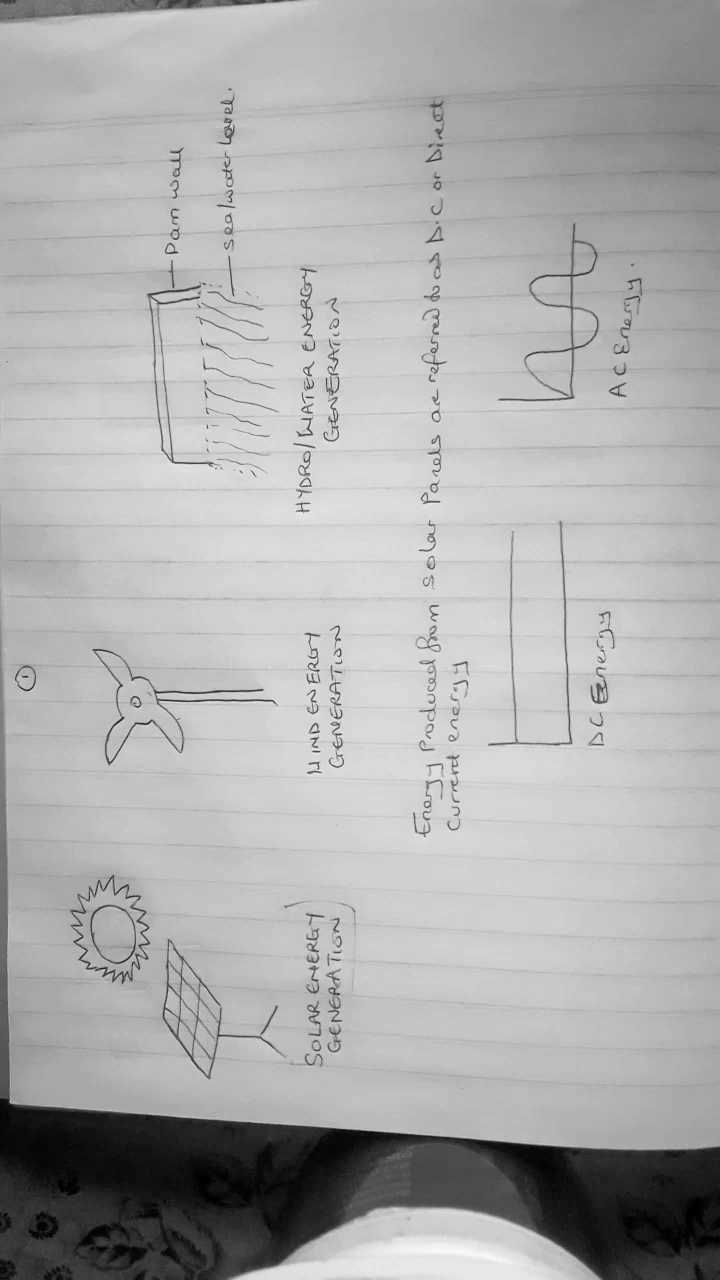 ①
SOLAR ENERGY
GENERATION
WIND ENERGY
GENERATION
Dam wall
sea/water level.
HYDRO/WATER ENERGY
GENERATION
Energy Produced from solar Panels are referred to as D.C or Direct
Current energy
DC Energy
AC Energy.